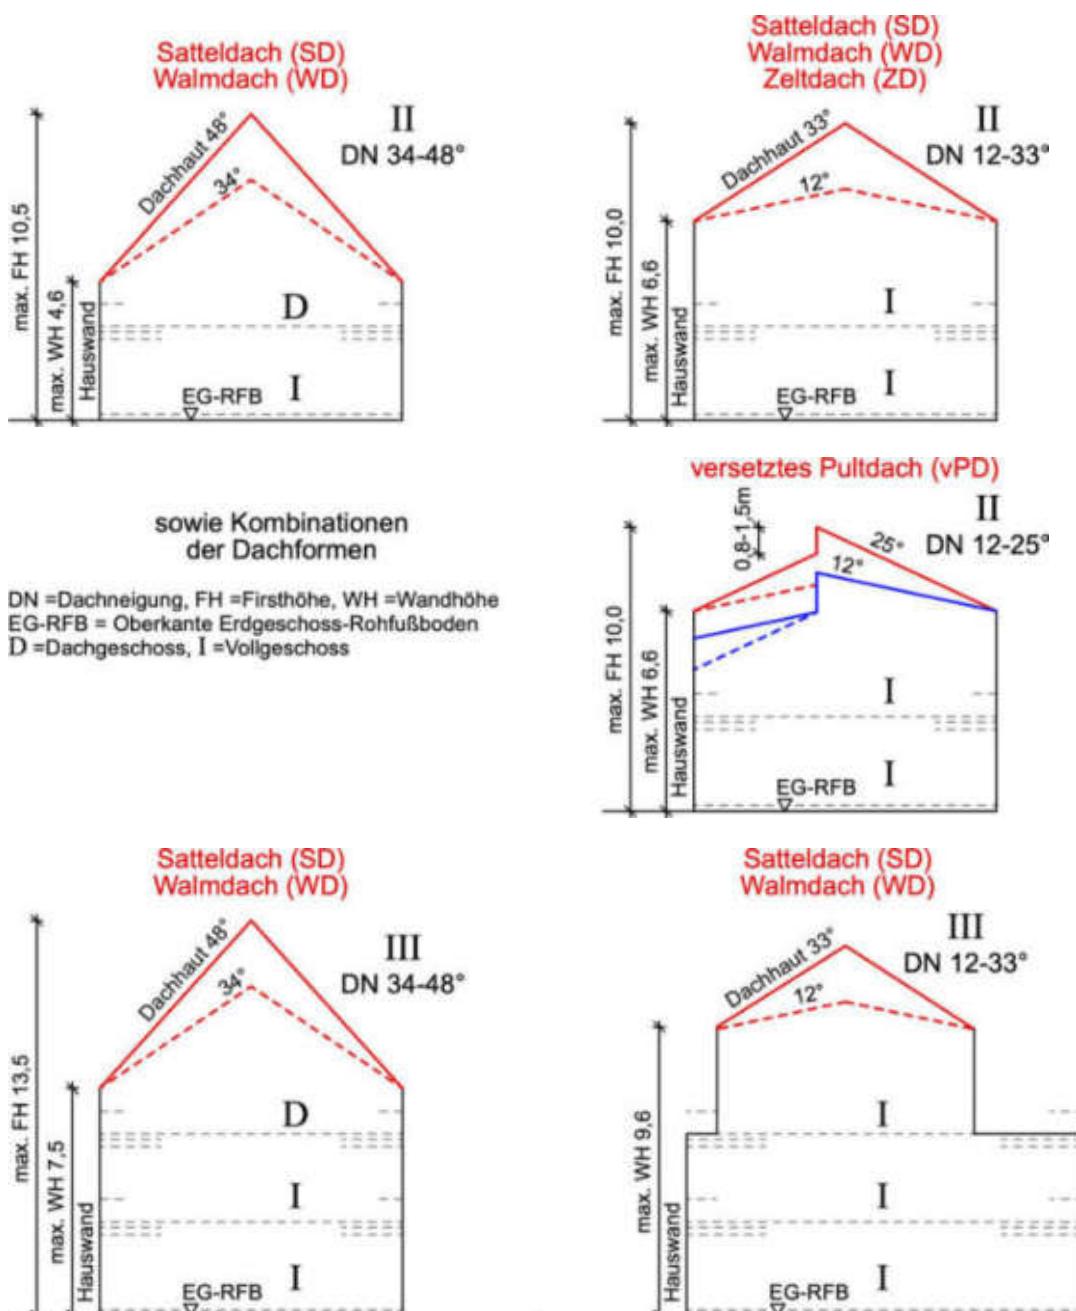 Satteldach (SD)
Walmdach (WD)
II
DN 34-48°
Dachhaut 48°
34°
max. FH 10,5
max. WH 4,6
Hauswand
D
I
EG-RFB
Satteldach (SD)
Walmdach (WD)
Zeltdach (ZD)
II
DN 12-33°
Dachhaut 33°
12°
max. FH 10,0
max. WH 6,6
Hauswand
I
I
EG-RFB
sowie Kombinationen
der Dachformen
DN =Dachneigung, FH =Firsthöhe, WH =Wandhöhe
EG-RFB = Oberkante Erdgeschoss-Rohfußboden
D =Dachgeschoss, I =Vollgeschoss
versetztes Pultdach (vPD)
II
DN 12-25°
0,8-1,5m
25°
12°
max. FH 10,0
max. WH 6,6
Hauswand
I
I
EG-RFB
Satteldach (SD)
Walmdach (WD)
III
DN 34-48°
Dachhaut 48°
34°
max. FH 13,5
max. WH 7,5
Hauswand
D
I
I
EG-RFB
Satteldach (SD)
Walmdach (WD)
III
DN 12-33°
Dachhaut 33°
12°
max. WH 9,6
Hauswand
I
I
I
EG-RFB